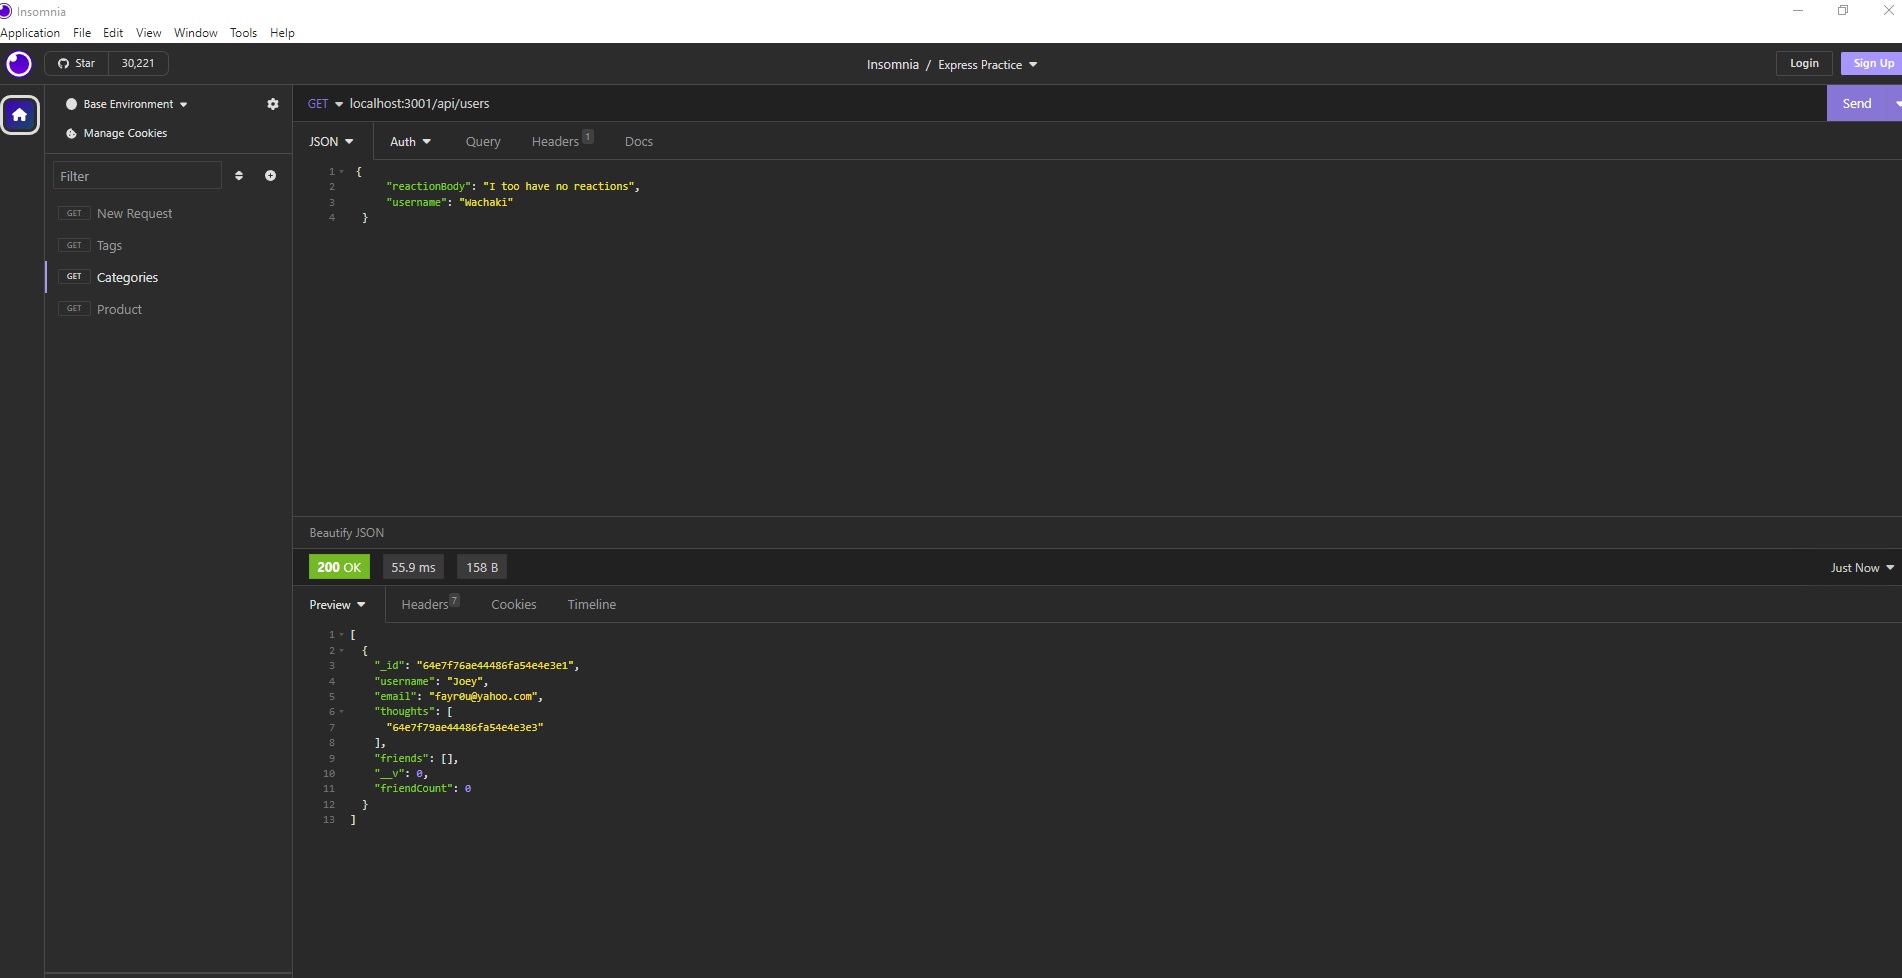 Insomnia
Application File Edit View Window Tools Help
Star 30,221
Insomnia / Express Practice
Login Sign Up
Base Environment
Manage Cookies
Filter
GET New Request
GET Tags
GET Categories
GET Product
GET localhost:3001/api/users
Send
JSON Auth Query Headers 1 Docs
1 {
2 "reactionBody": "I too have no reactions",
3 "username": "Wachaki"
4 }
Beautify JSON
200 OK 55.9 ms 158 B
Just Now
Preview Headers 7 Cookies Timeline
1 [
2 {
3 "_id": "64e7f76ae44486fa54e4e3e1",
4 "username": "Joey",
5 "email": "fayr0u@yahoo.com",
6 "thoughts": [
7 "64e7f79ae44486fa54e4e3e3"
8 ],
9 "friends": [],
10 "__v": 0,
11 "friendCount": 0
12 }
13 ]